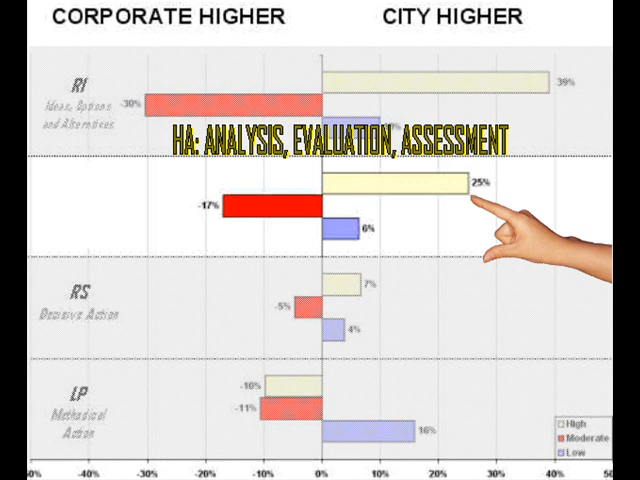 CORPORATE HIGHER CITY HIGHER
RI
Ideas, Options
and Alternatives
39%
-30%
HA: ANALYSIS, EVALUATION, ASSESSMENT
25%
-17%
6%
RS
Decisive Action
7%
-5%
4%
LP
Methodical
Action
-10%
-11%
16%
High
Moderate
Low
-40% -30% -20% -10% 0% 10% 20% 30% 40%